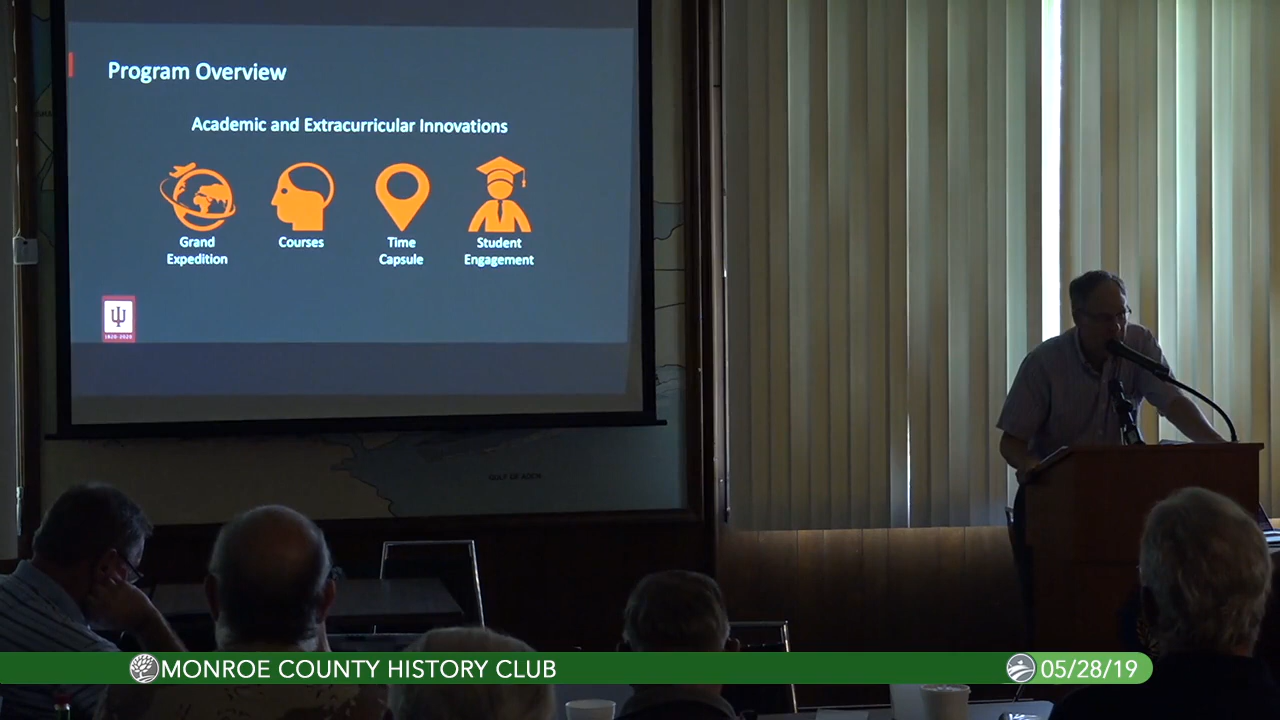 Program Overview
Academic and Extracurricular Innovations
Grand
Expedition
Courses
Time
Capsule
Student
Engagement
1820-2020
GULF OF ADEN
MONROE COUNTY HISTORY CLUB
05/28/19